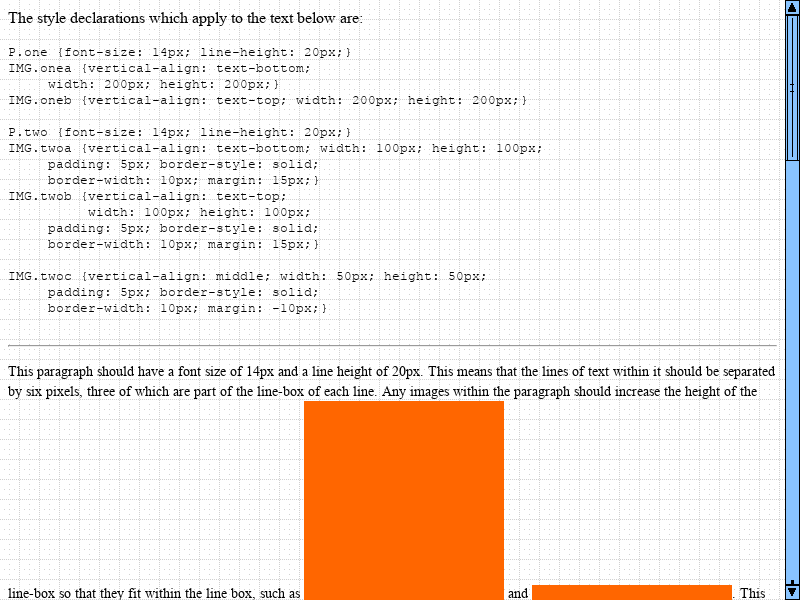 The style declarations which apply to the text below are:
P.one {font-size: 14px; line-height: 20px;}
IMG.onea {vertical-align: text-bottom;
width: 200px; height: 200px;}
IMG.oneb {vertical-align: text-top; width: 200px; height: 200px;}
P.two {font-size: 14px; line-height: 20px;}
IMG.twoa {vertical-align: text-bottom; width: 100px; height: 100px;
padding: 5px; border-style: solid;
border-width: 10px; margin: 15px;}
IMG.twob {vertical-align: text-top;
width: 100px; height: 100px;
padding: 5px; border-style: solid;
border-width: 10px; margin: 15px;}
IMG.twoc {vertical-align: middle; width: 50px; height: 50px;
padding: 5px; border-style: solid;
border-width: 10px; margin: -10px;}
This paragraph should have a font size of 14px and a line height of 20px. This means that the lines of text within it should be separated
by six pixels, three of which are part of the line-box of each line. Any images within the paragraph should increase the height of the
line-box so that they fit within the line box, such as and . This